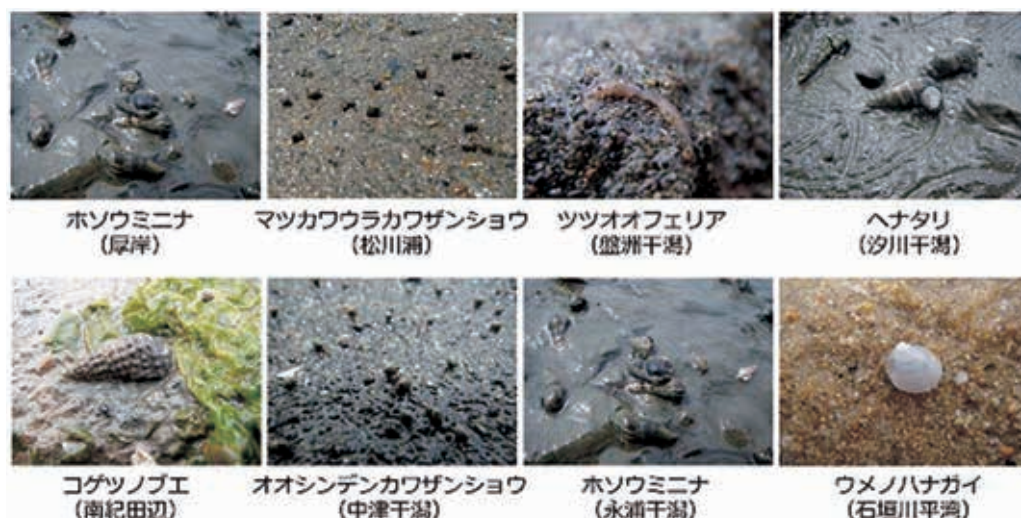 ホソウミニナ
(厚岸)
マツカワウラカワザンショウ
(松川浦)
ツツオオフェリア
(盤洲干潟)
ヘナタリ
(汐川干潟)
コゲツノブエ
(南紀田辺)
オオシンデンカワザンショウ
(中津干潟)
ホソウミニナ
(永浦干潟)
ウメノハナガイ
(石垣川平湾)